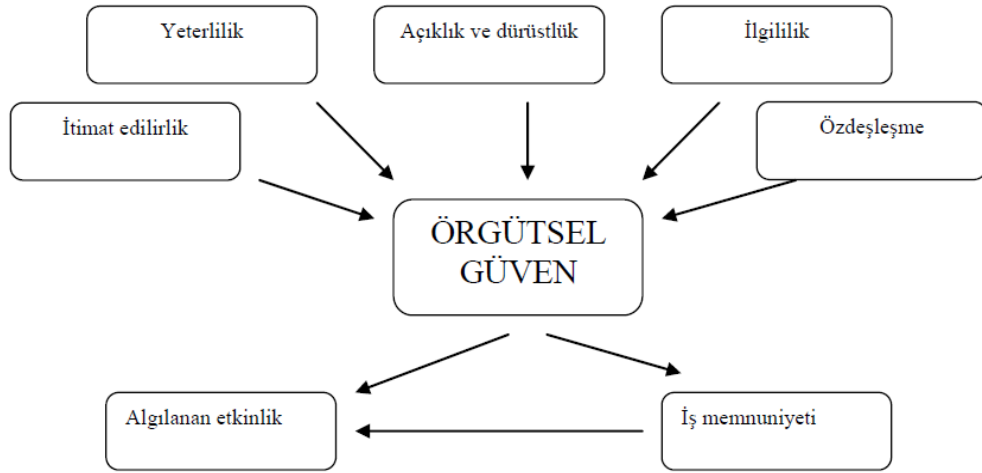 Yeterlilik
Açıklık ve dürüstlük
İlgililik
İtimat edilirlik
Özdeşleşme
ÖRGÜTSEL
GÜVEN
Algılanan etkinlik
İş memnuniyeti